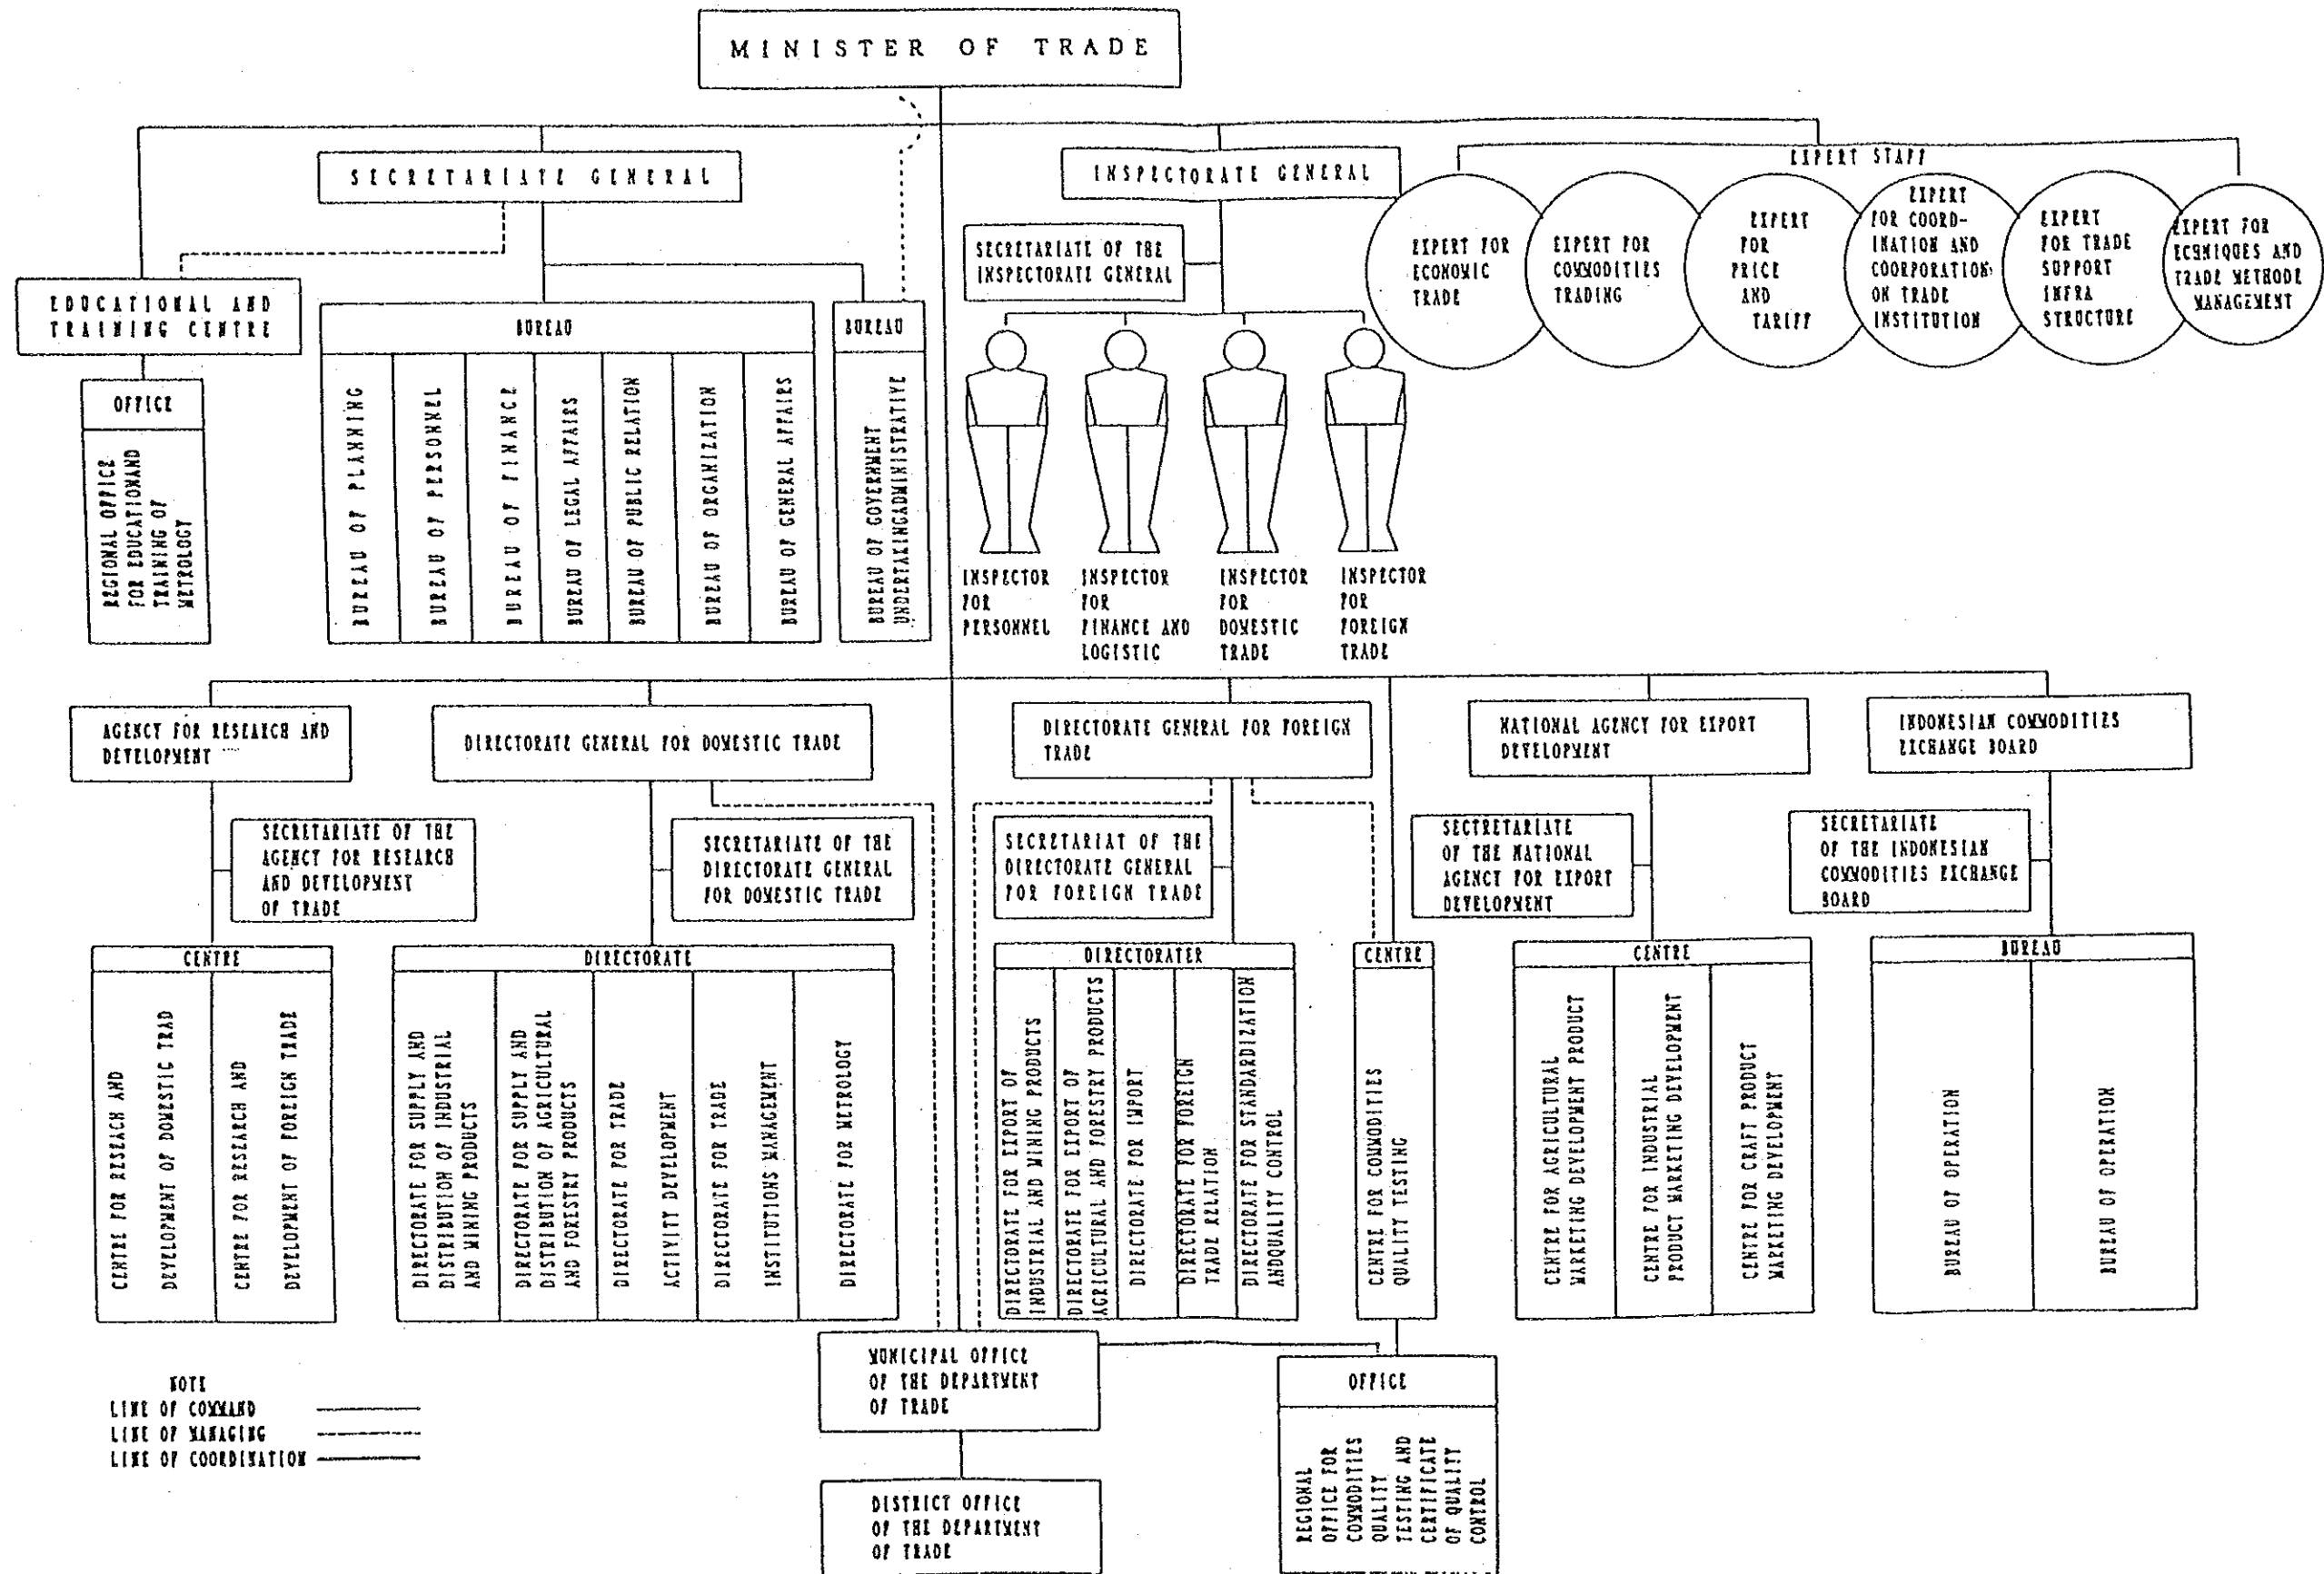 MINISTER OF TRADE
SECRETARIATE GENERAL
INSPECTORATE GENERAL
EXPERT STAFF
EXPERT FOR
ECONOMIC
TRADE
EXPERT FOR
COMMODITIES
TRADING
EXPERT
FOR
PRICE
AND
TARIFF
EXPERT
FOR COORD-
INATION AND
COORPORATION
ON TRADE
INSTITUTION
EXPERT
FOR TRADE
SUPPORT
INFRA
STRUCTURE
EXPERT FOR
ECHNIQUES AND
TRADE METHODE
MANAGEMENT
SECRETARIATE OF THE
INSPECTORATE GENERAL
EDUCATIONAL AND
TRAINING CENTRE
OFFICE
REGIONAL OFFICE
FOR EDUCATIONAND
TRAINING OF
METROLOGY
BUREAU
BUREAU OF PLANNING
BUREAU OF PERSONNEL
BUREAU OF FINANCE
BUREAU OF LEGAL AFFAIRS
BUREAU OF PUBLIC RELATION
BUREAU OF ORGANIZATION
BUREAU OF GENERAL AFFAIRS
BUREAU
BUREAU OF GOVERNMENT
UNDERTAKINGADMINISTRATIVE
INSPECTOR
FOR
PERSONNEL
INSPECTOR
FOR
FINANCE AND
LOGISTIC
INSPECTOR
FOR
DOMESTIC
TRADE
INSPECTOR
FOR
FOREIGN
TRADE
AGENCY FOR RESEARCH AND
DEVELOPMENT
DIRECTORATE GENERAL FOR DOMESTIC TRADE
DIRECTORATE GENERAL FOR FOREIGN
TRADE
NATIONAL AGENCY FOR EXPORT
DEVELOPMENT
INDONESIAN COMMODITIES
EXCHANGE BOARD
SECRETARIATE OF THE
AGENCY FOR RESEARCH
AND DEVELOPMENT
OF TRADE
SECRETARIATE OF THE
DIRECTORATE GENERAL
FOR DOMESTIC TRADE
SECRETARIAT OF THE
DIRECTORATE GENERAL
FOR FOREIGN TRADE
SECTRETARIATE
OF THE NATIONAL
AGENCY FOR EXPORT
DEVELOPMENT
SECRETARIATE
OF THE INDONESIAN
COMMODITIES EXCHANGE
BOARD
CENTRE
CENTRE FOR RESEACH AND
DEVELOPMENT OF DOMESTIC TRAD
CENTRE FOR RESEARCH AND
DEVELOPMENT OF FOREIGN TRADE
DIRECTORATE
DIRECTORATE FOR SUPPLY AND
DISTRIBUTION OF INDUSTRIAL
AND MINING PRODUCTS
DIRECTORATE FOR SUPPLY AND
DISTRIBUTION OF AGRICULTURAL
AND FORESTRY PRODUCTS
DIRECTORATE FOR TRADE
ACTIVITY DEVELOPMENT
DIRECTORATE FOR TRADE
INSTITUTIONS MANAGEMENT
DIRECTORATE FOR METROLOGY
DIRECTORATER
DIRECTORATE FOR EXPORT OF
INDUSTRIAL AND MINING PRODUCTS
DIRECTORATE FOR EXPORT OF
AGRICULTURAL AND FORESTRY PRODUCTS
DIRECTORATE FOR IMPORT
DIRECTORATE FOR FOREIGN
TRADE RELATION
DIRECTORATE FOR STANDARDIZATION
ANDQUALITY CONTROL
CENTRE
CENTRE FOR COMMODITIES
QUALITY TESTING
CENTRE
CENTRE FOR AGRICULTURAL
MARKETING DEVELOPMENT PRODUCT
CENTRE FOR INDUSTRIAL
PRODUCT MARKETING DEVELOPMENT
CENTRE FOR CRAFT PRODUCT
MARKETING DEVELOPMENT
BUREAU
BUREAU OF OPERATION
BUREAU OF OPERATION
MUNICIPAL OFFICE
OF THE DEPARTMENT
OF TRADE
DISTRICT OFFICE
OF THE DEPARTMENT
OF TRADE
OFFICE
REGIONAL
OFFICE FOR
COMMODITIES
QUALITY
TESTING AND
CERTIFICATE
OF QUALITY
CONTROL
NOTE
LINE OF COMMAND
LINE OF MANAGING
LINE OF COORDINATION